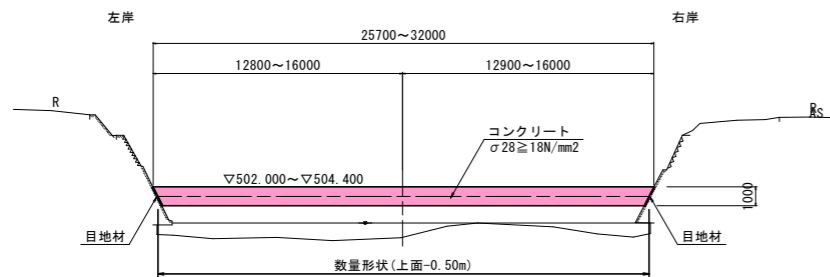 左岸
右岸
25700～32000
12800～16000
12900～16000
R
R
AS
コンクリート
σ28≧18N/mm2
▽502.000～▽504.400
1000
目地材
目地材
数量形状(上面-0.50m)